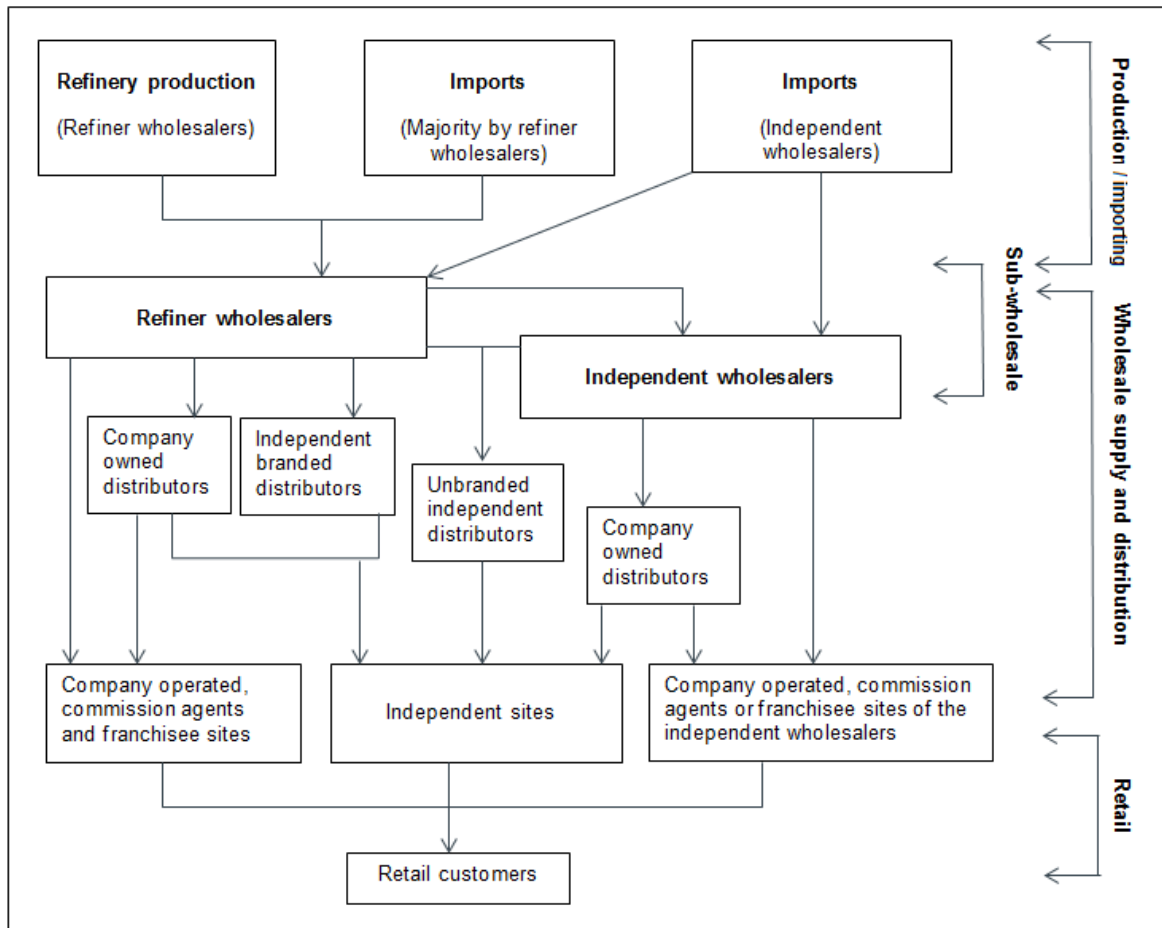 Refinery production
(Refiner wholesalers)
Imports
(Majority by refiner
wholesalers)
Imports
(Independent
wholesalers)
Production / importing
Sub-wholesale
Refiner wholesalers
Independent wholesalers
Wholesale supply and distribution
Company
owned
distributors
Independent
branded
distributors
Unbranded
independent
distributors
Company
owned
distributors
Company operated,
commission agents
and franchisee sites
Independent sites
Company operated, commission
agents or franchisee sites of the
independent wholesalers
Retail
Retail customers